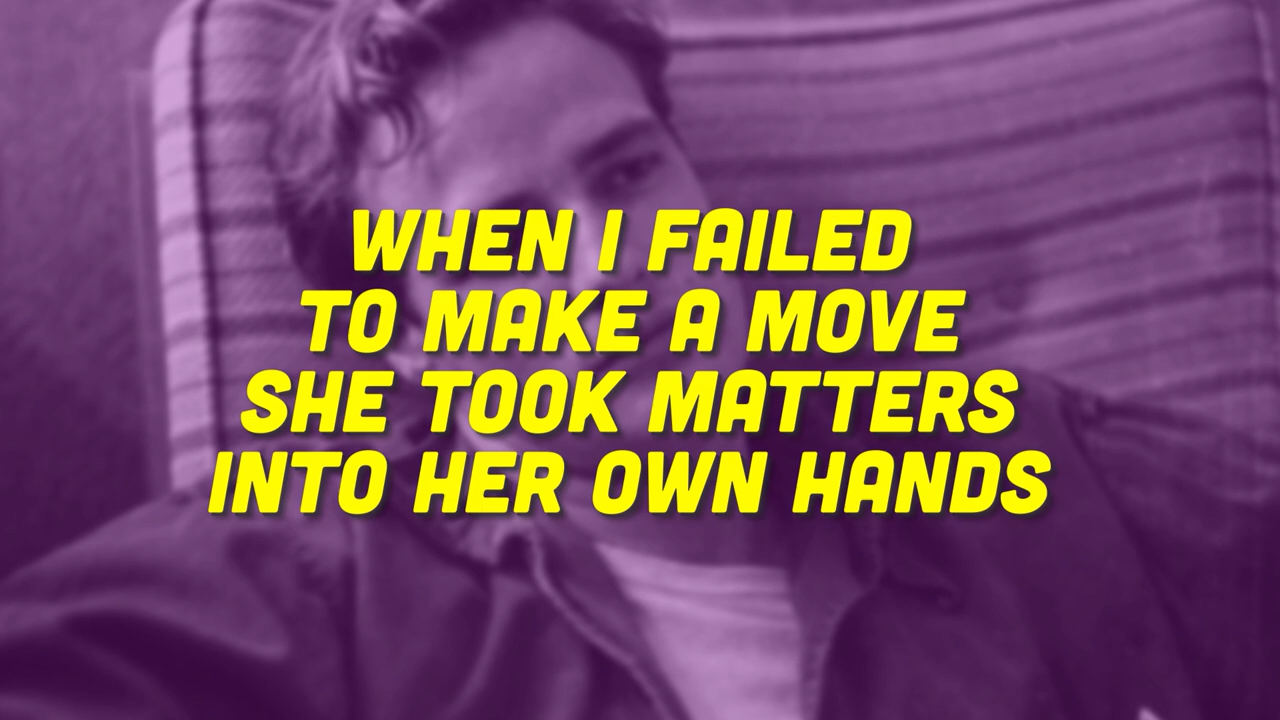 WHEN I FAILED
TO MAKE A MOVE
SHE TOOK MATTERS
INTO HER OWN HANDS